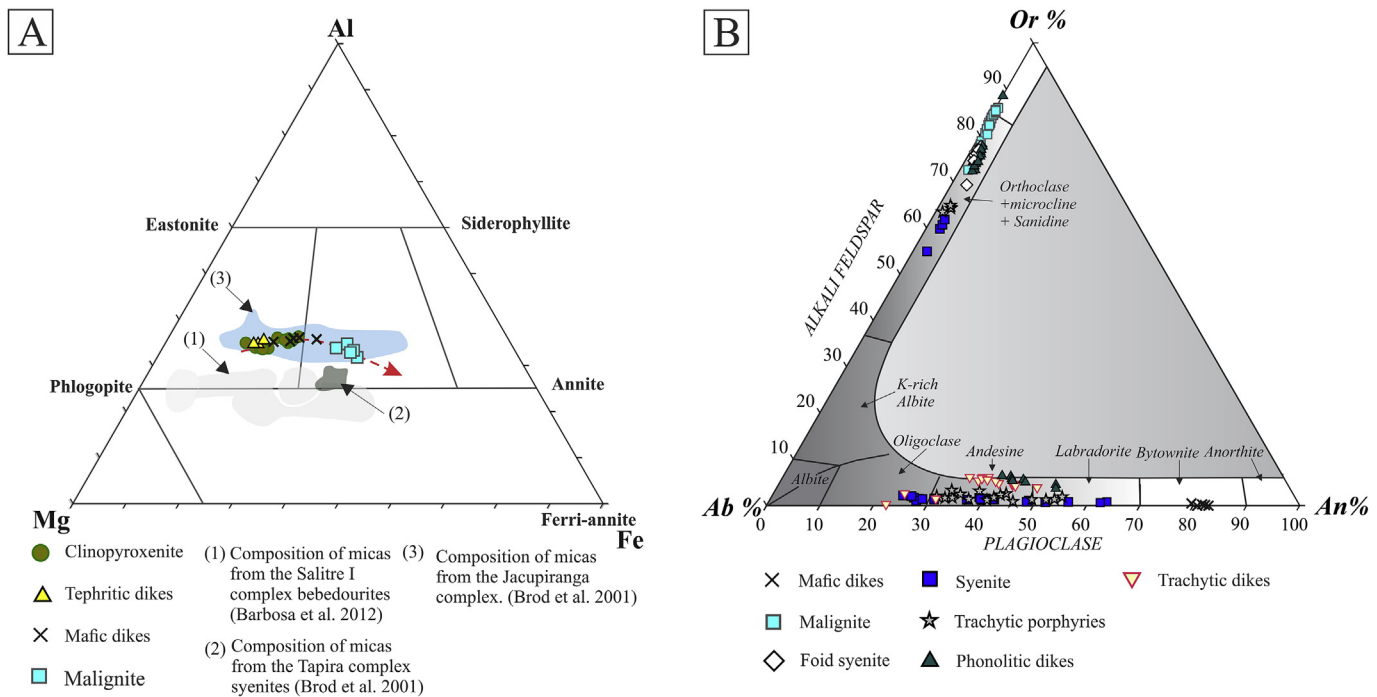 A
Al
Eastonite
Siderophyllite
(3)
(1)
Phlogopite
Annite
(2)
Mg
Ferri-annite
Fe
Clinopyroxenite
Tephritic dikes
Mafic dikes
Malignite
(1) Composition of micas
from the Salitre I
complex bebedourites
(Barbosa et al. 2012)
(2) Composition of micas
from the Tapira complex
syenites (Brod et al. 2001)
(3) Composition of micas
from the Jacupiranga
complex. (Brod et al. 2001)
B
Or %
90
80
70
60
50
40
30
20
10
ALKALI FELDSPAR
Orthoclase
+microcline
+ Sanidine
K-rich
Albite
Oligoclase
Andesine
Labradorite
Bytownite
Anorthite
Albite
Ab %
An%
0 10 20 30 40 50 60 70 80 90 100
PLAGIOCLASE
Mafic dikes
Syenite
Trachytic dikes
Malignite
Trachytic porphyries
Foid syenite
Phonolitic dikes